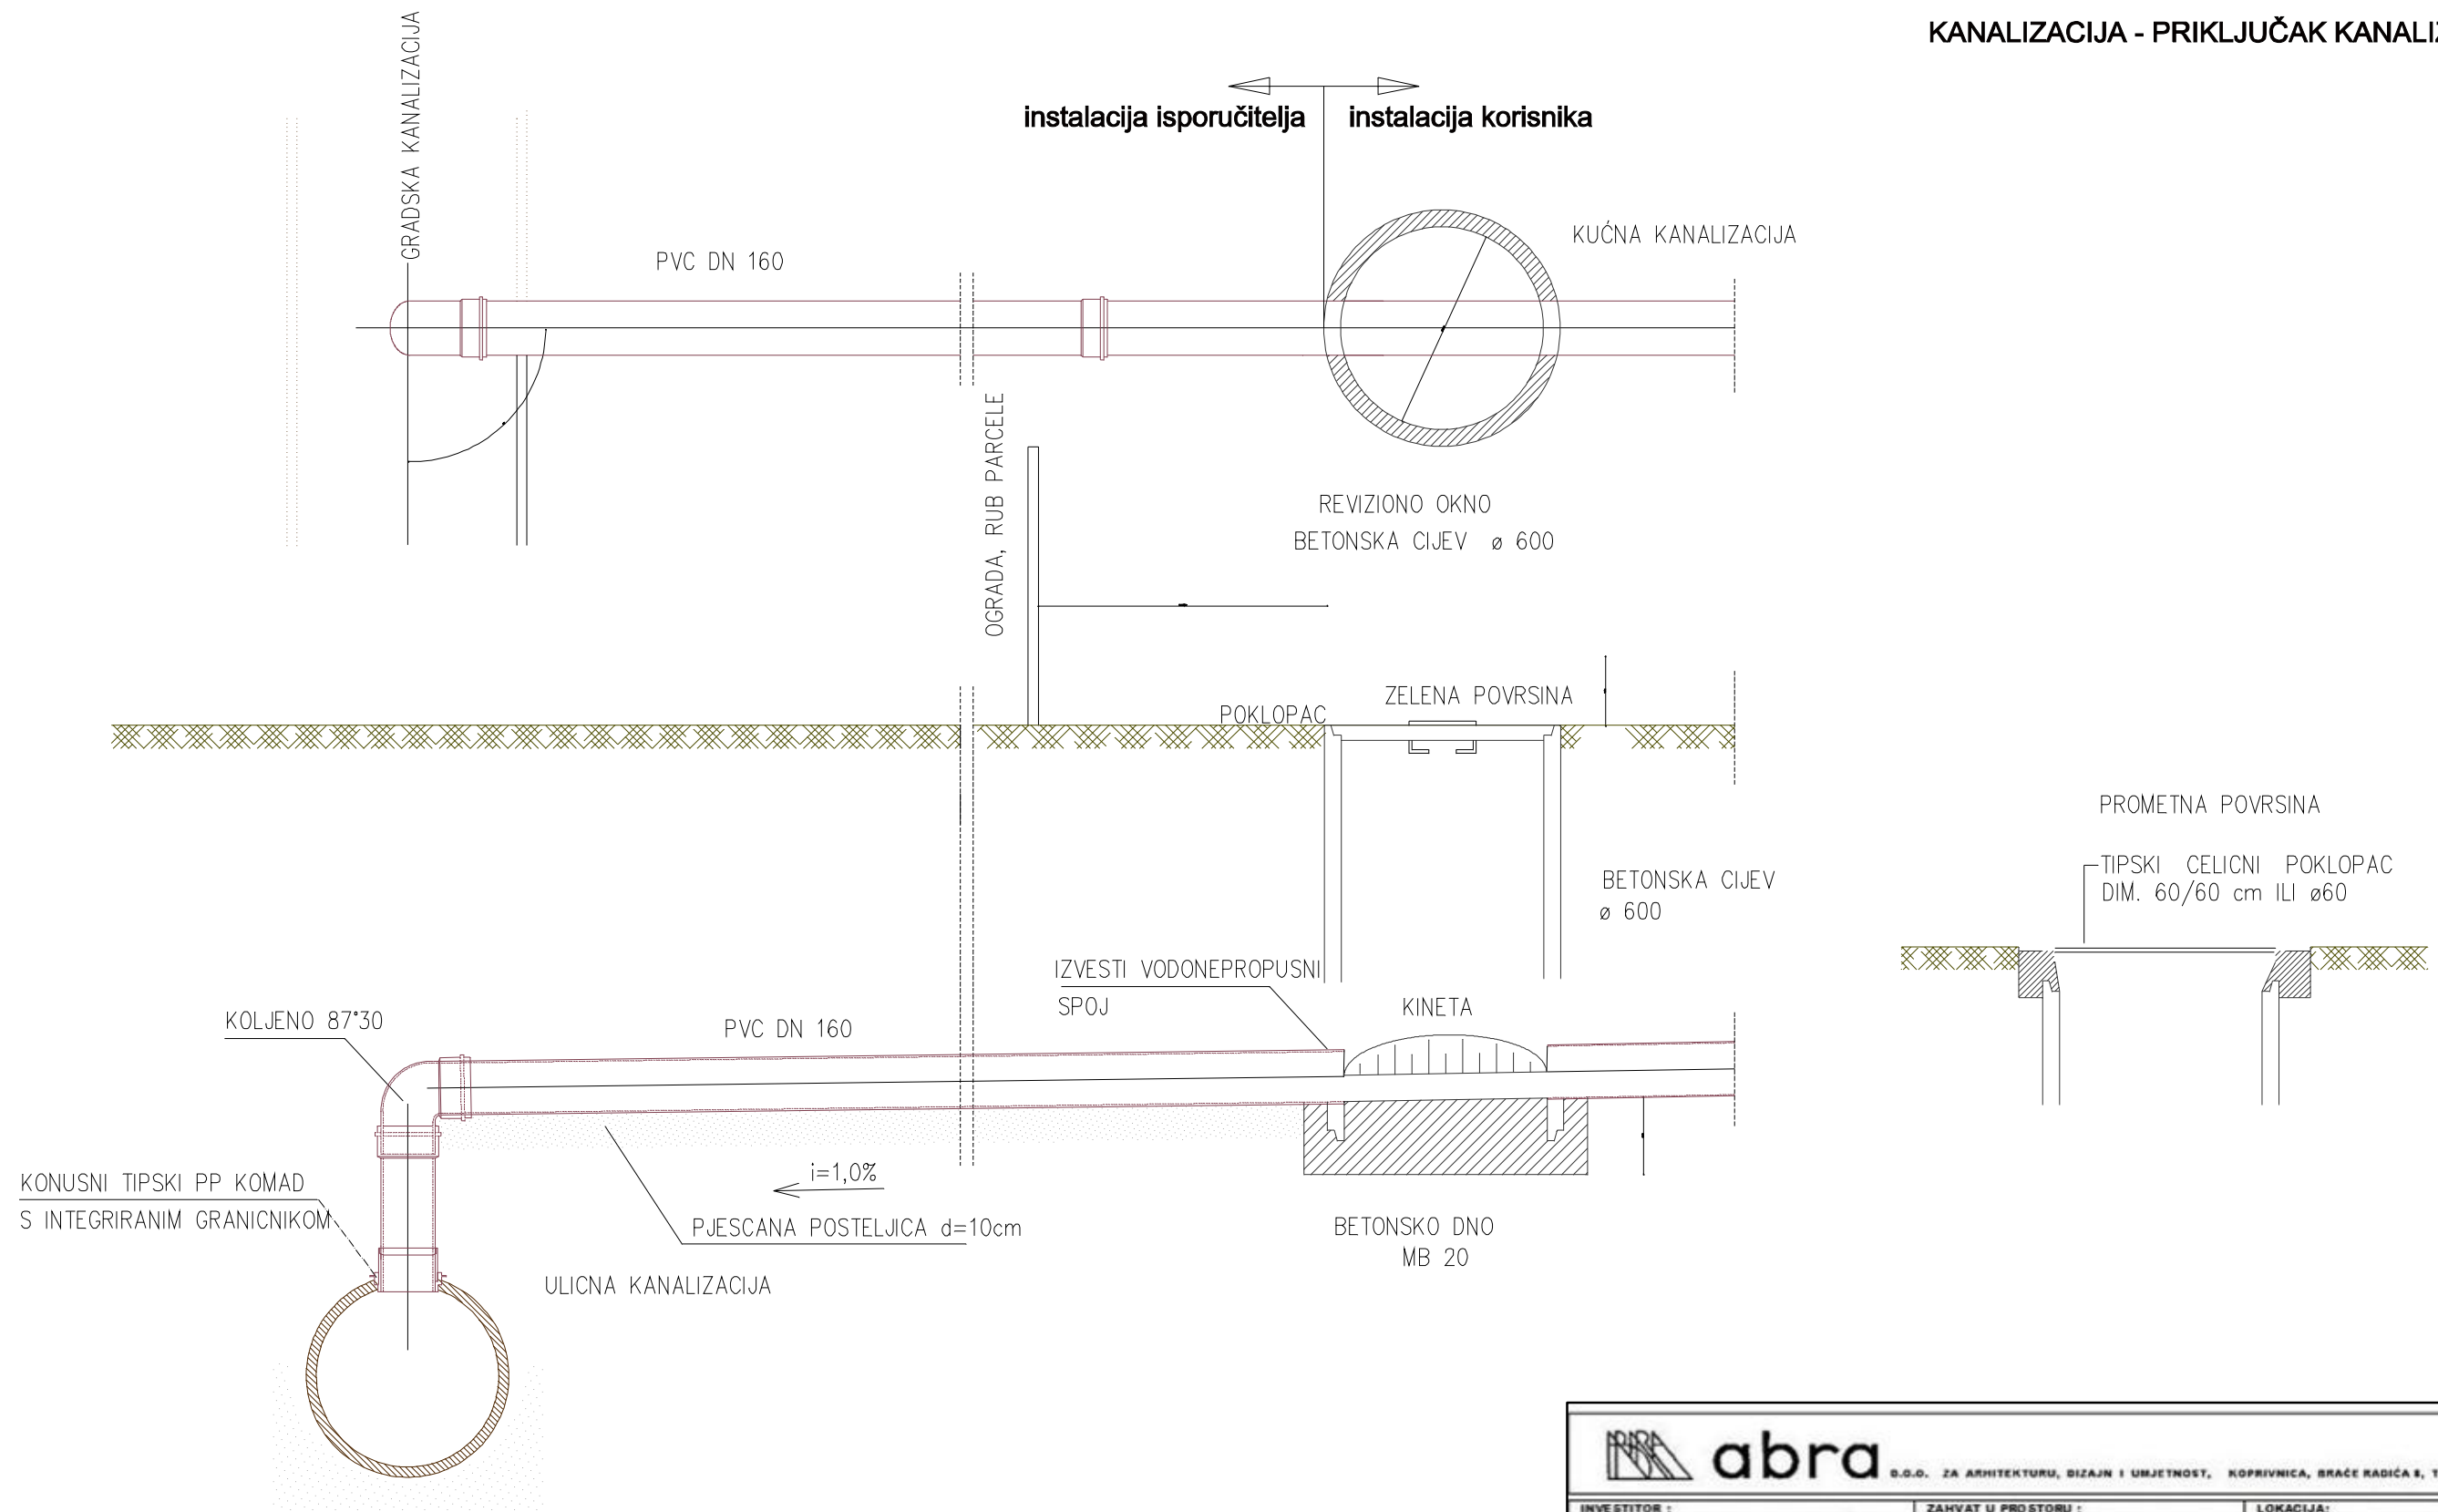 KANALIZACIJA - PRIKLJUČAK
GRADSKA KANALIZACIJA
instalacija isporučitelja
instalacija korisnika
PVC DN 160
KUĆNA KANALIZACIJA
OGRADA, RUB PARCELE
REVIZIONO OKNO
BETONSKA CIJEV ø 600
POKLOPAC
ZELENA POVRSINA
PROMETNA POVRSINA
TIPSKI CELICNI POKLOPAC
DIM. 60/60 cm ILI ø60
BETONSKA CIJEV
ø 600
IZVESTI VODONEPROPUSNI
SPOJ
KINETA
KOLJENO 87°30
PVC DN 160
KONUSNI TIPSKI PP KOMAD
S INTEGRIRANIM GRANICNIKOM
i=1,0%
PJESCANA POSTELJICA d=10cm
BETONSKO DNO
MB 20
ULICNA KANALIZACIJA
abra
D.O.O. ZA ARHITEKTURU, DIZAJN I UMJETNOST, KOPRIVNICA, BRAĆE RADIĆA 8,
INVESTITOR :
ZAHVAT U PROSTORU :
LOKACIJA: